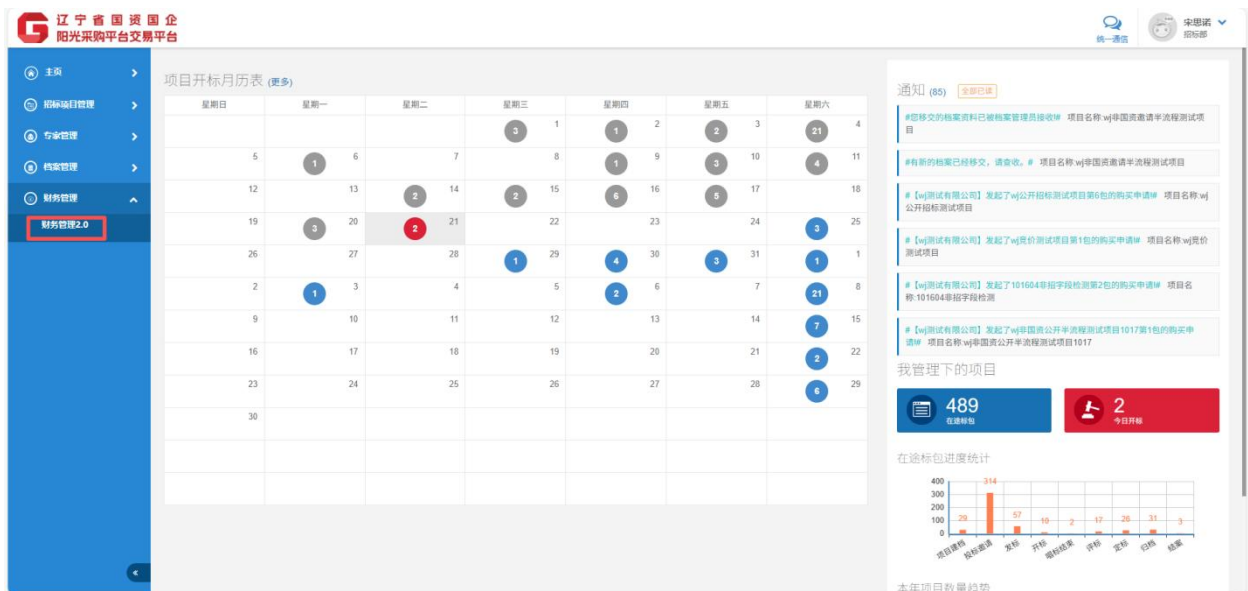 辽宁省国资国企
阳光采购平台交易平台
统一通信
宋思诺
招标部
主页
招标项目管理
专家管理
档案管理
财务管理
财务管理2.0
项目开标月历表 (更多)
星期日 星期一 星期二 星期三 星期四 星期五 星期六
3 1 1 2 2 3 21 4
5 1 6 7 8 1 9 3 10 4 11
12 13 2 14 2 15 6 16 5 17 18
19 3 20 2 21 22 23 24 3 25
26 27 28 1 29 4 30 3 31 1 1
2 1 3 4 5 2 6 7 21 8
9 10 11 12 13 14 7 15
16 17 18 19 20 21 2 22
23 24 25 26 27 28 6 29
30
通知 (85) 全部已读
#您移交的档案资料已被档案管理员接收!# 项目名称:wj非国资邀请半流程测试项
目
#有新的档案已经移交，请查收。# 项目名称:wj非国资邀请半流程测试项目
#【wj测试有限公司】发起了wj公开招标测试项目第6包的购买申请!# 项目名称:wj
公开招标测试项目
#【wj测试有限公司】发起了wj竞价测试项目第1包的购买申请!# 项目名称:wj竞价
测试项目
#【wj测试有限公司】发起了101604非招字段检测第2包的购买申请!# 项目名
称:101604非招字段检测
#【wj测试有限公司】发起了wj非国资公开半流程测试项目1017第1包的购买申
请!# 项目名称:wj非国资公开半流程测试项目1017
我管理下的项目
489
在途标包
2
今日开标
在途标包进度统计
400
300
200
100
0
29 314 57 10 2 17 26 31 3
项目建档 投标邀请 发标 开标 唱标结束 评标 定标 归档 结案
本年项目数量趋势